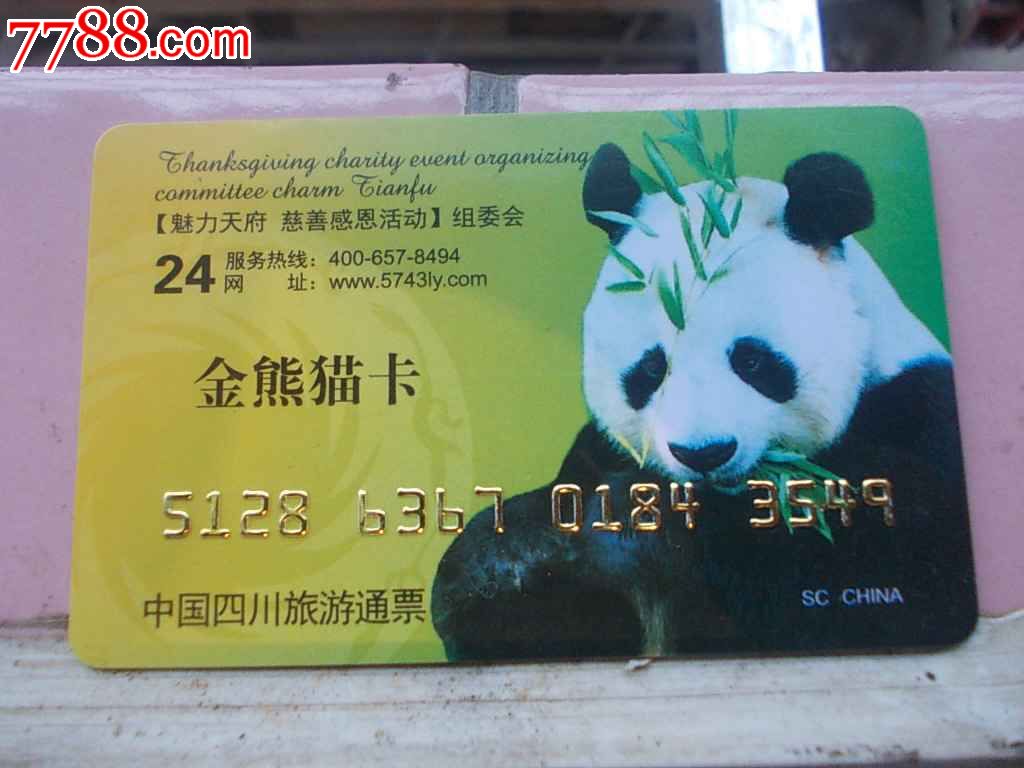 7788.com
Thanksgiving charity event organizing
committee charm Tianfu
【魅力天府 慈善感恩活动】组委会
24 服务热线：400-657-8494
网 址：www.5743ly.com
金熊猫卡
5128 6367 0184 3549
中国四川旅游通票
SC CHINA